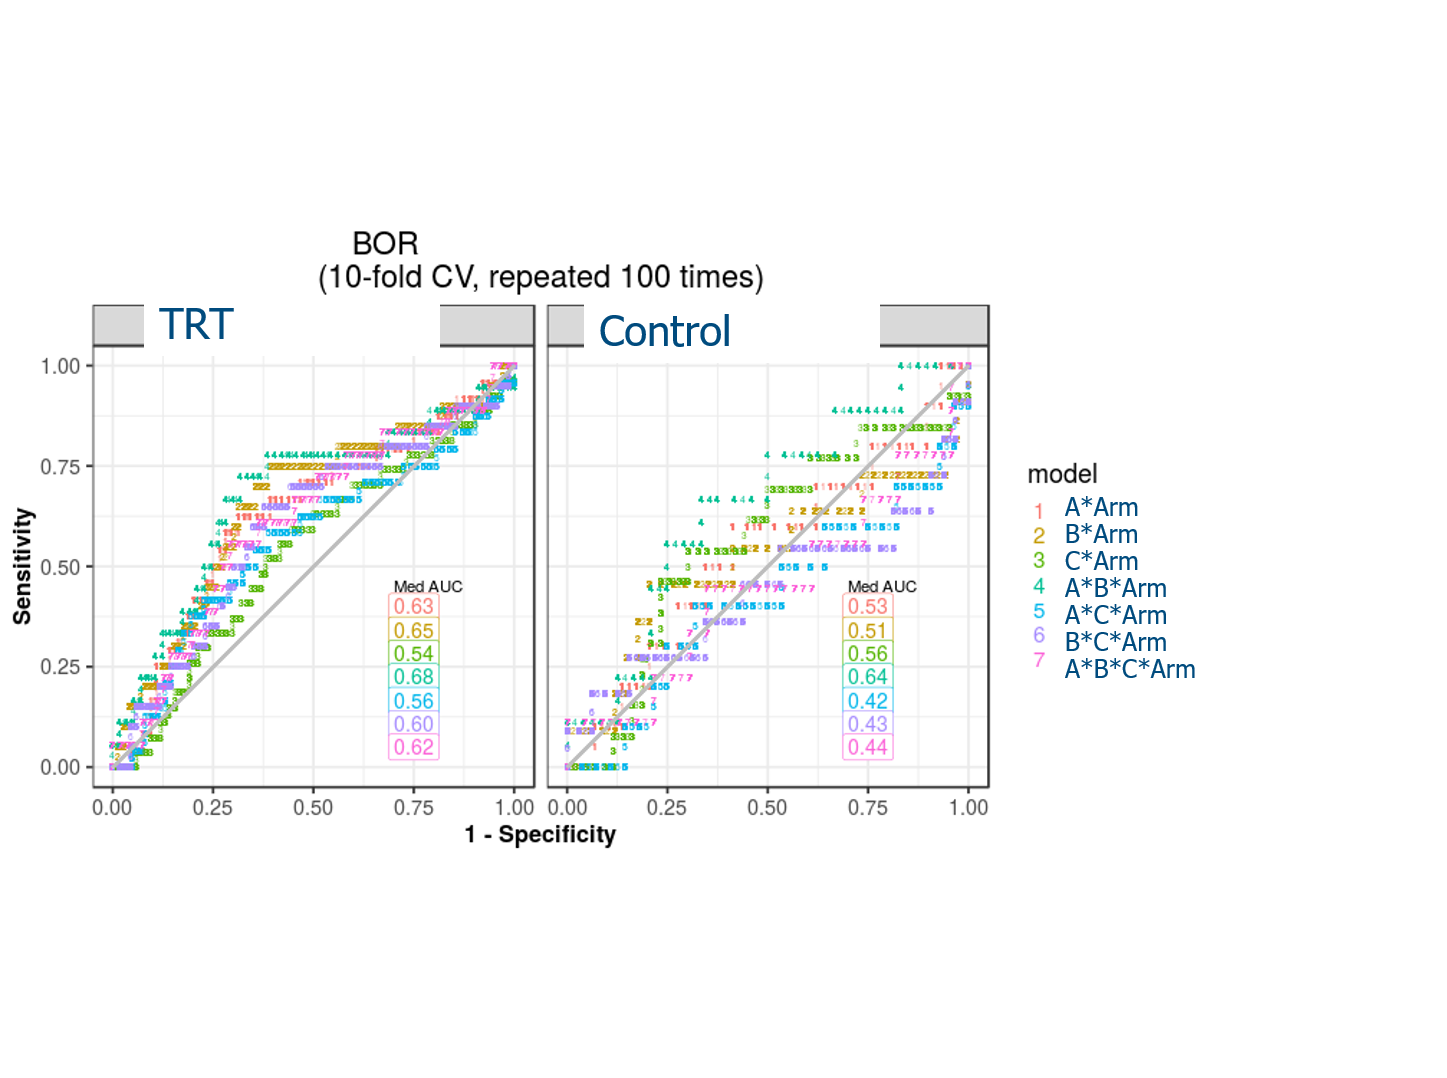 BOR
(10-fold CV, repeated 100 times)
TRT
Control
1.00
0.75
0.50
0.25
0.00
Sensitivity
Med AUC
0.63
0.65
0.54
0.68
0.56
0.60
0.62
Med AUC
0.53
0.51
0.56
0.64
0.42
0.43
0.44
0.00 0.25 0.50 0.75 1.00
0.00 0.25 0.50 0.75 1.00
1 - Specificity
model
1 A*Arm
2 B*Arm
3 C*Arm
4 A*B*Arm
5 A*C*Arm
6 B*C*Arm
7 A*B*C*Arm